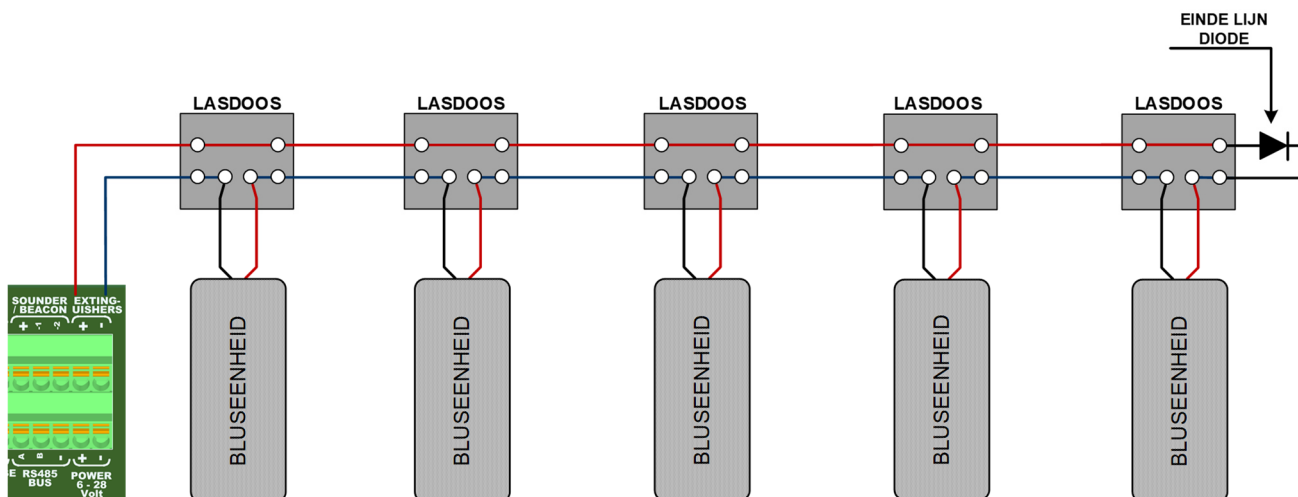 EINDE LIJN
DIODE
LASDOOS
LASDOOS
LASDOOS
LASDOOS
LASDOOS
SOUNDER EXTING-
/ BEACON UISHERS
+ -1 -2 + -
BLUSEENHEID
BLUSEENHEID
BLUSEENHEID
BLUSEENHEID
BLUSEENHEID
A B - + -
SE RS485 POWER
BUS 6 - 28
Volt